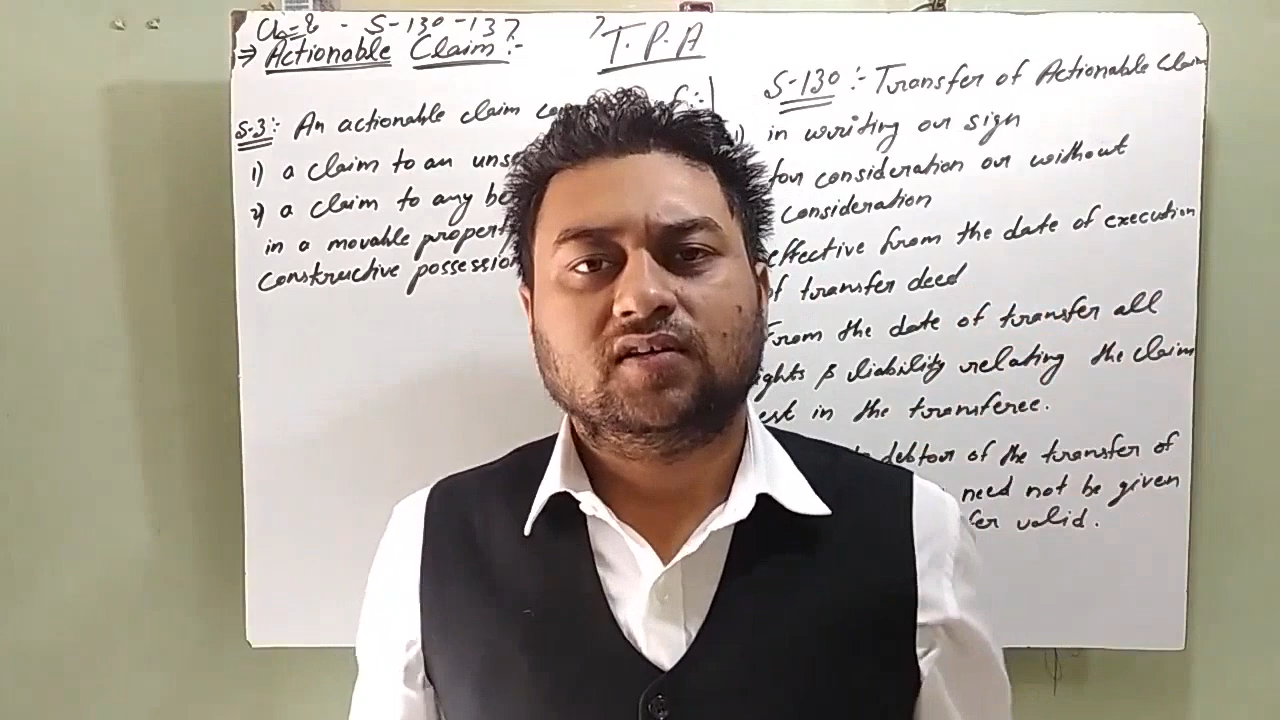 Ch=8 - S-130-137
T.P.A
⇒ Actionable Claim :-
S-3 : An actionable claim
1) a claim to an
2) a claim to any
in a movable
constructive
S-130 :- Transfer of Actionable Claim
1) in writing or sign
for consideration or without
consideration
effective from the date of execution
of transfer deed
From the date of transfer all
rights & liability relating the claim
in the transferee.
debtor of the transfer of
need not be given
valid.